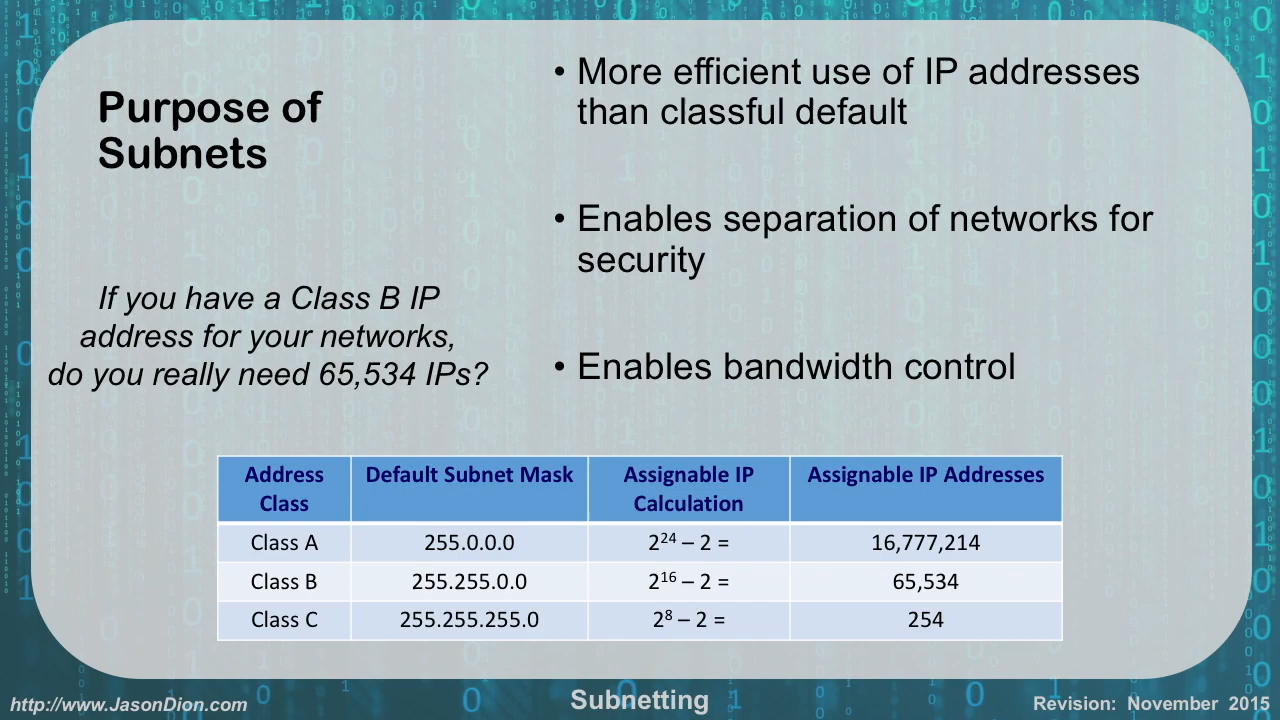 Purpose of
Subnets
If you have a Class B IP
address for your networks,
do you really need 65,534 IPs?
• More efficient use of IP addresses
than classful default
• Enables separation of networks for
security
• Enables bandwidth control
Address Class | Default Subnet Mask | Assignable IP Calculation | Assignable IP Addresses
Class A | 255.0.0.0 | 2²⁴ – 2 = | 16,777,214
Class B | 255.255.0.0 | 2¹⁶ – 2 = | 65,534
Class C | 255.255.255.0 | 2⁸ – 2 = | 254
http://www.JasonDion.com
Subnetting
Revision: November 2015